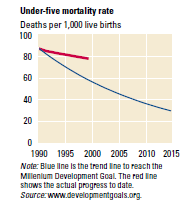 Under-five mortality rate
Deaths per 1,000 live births
100
80
60
40
20
0
1990 1995 2000 2005 2010 2015
Note: Blue line is the trend line to reach the
Millenium Development Goal. The red line
shows the actual progress to date.
Source: www.developmentgoals.org.